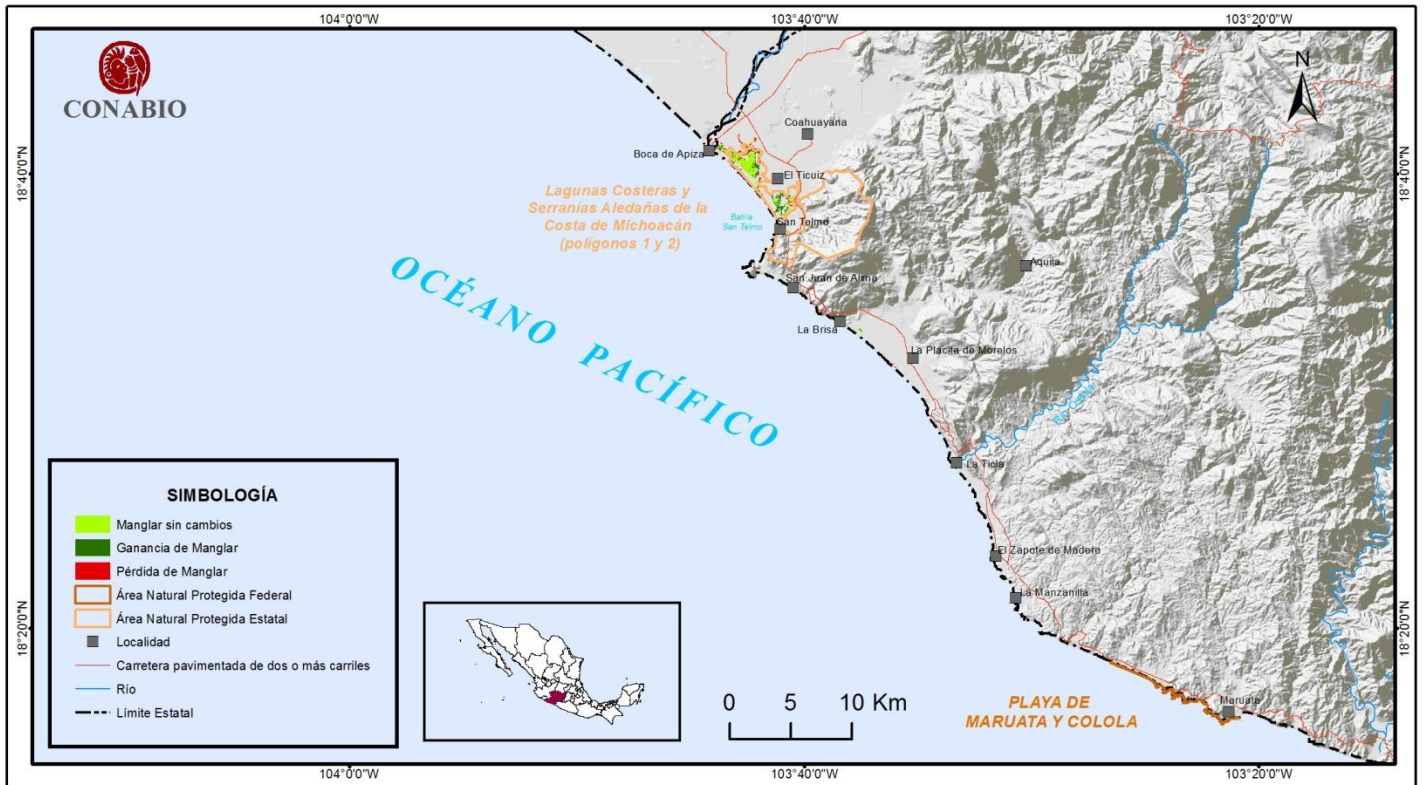 104°0'0"W
103°40'0"W
103°20'0"W
CONABIO
N
Coahuayana
Boca de Apiza
18°40'0"N
18°40'0"N
El Ticuiz
Lagunas Costeras y
Serranías Aledañas de la
Costa de Michoacán
(polígonos 1 y 2)
Bahía
San Telmo
San Telmo
Aquila
San Juan de Alima
La Brisa
OCÉANO PACÍFICO
La Placita de Morelos
La Ticla
SIMBOLOGÍA
Manglar sin cambios
Ganancia de Manglar
Pérdida de Manglar
Área Natural Protegida Federal
Área Natural Protegida Estatal
Localidad
Carretera pavimentada de dos o más carriles
Río
Límite Estatal
El Zapote de Madero
La Manzanilla
18°20'0"N
18°20'0"N
0 5 10 Km
PLAYA DE
MARUATA Y COLOLA
Maruata
104°0'0"W
103°40'0"W
103°20'0"W